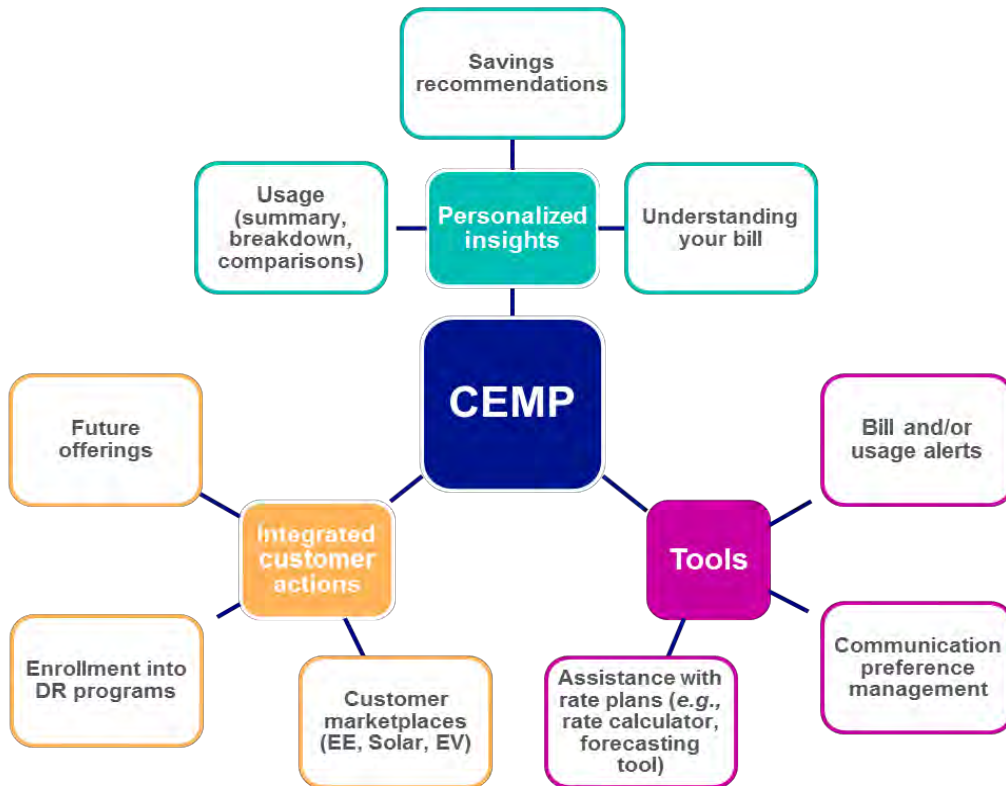 Savings
recommendations
Usage
(summary,
breakdown,
comparisons)
Personalized
insights
Understanding
your bill
CEMP
Future
offerings
Bill and/or
usage alerts
Integrated
customer
actions
Tools
Enrollment into
DR programs
Customer
marketplaces
(EE, Solar, EV)
Assistance with
rate plans (e.g.,
rate calculator,
forecasting
tool)
Communication
preference
management